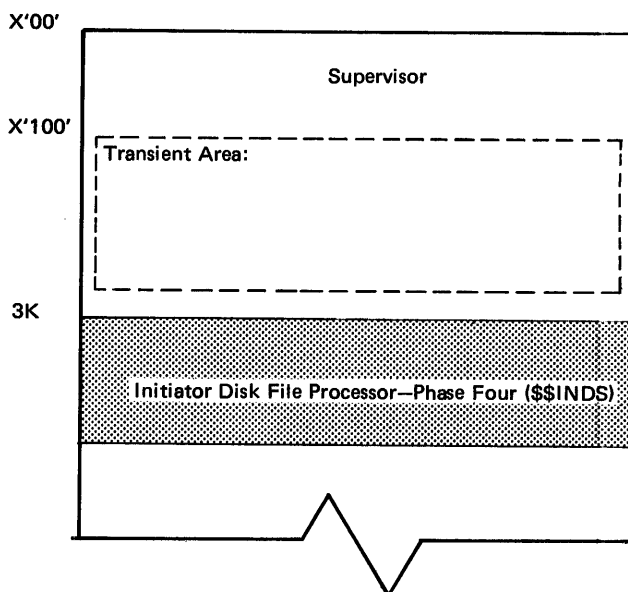 X'00'
Supervisor
X'100'
Transient Area:
3K
Initiator Disk File Processor—Phase Four ($$INDS)